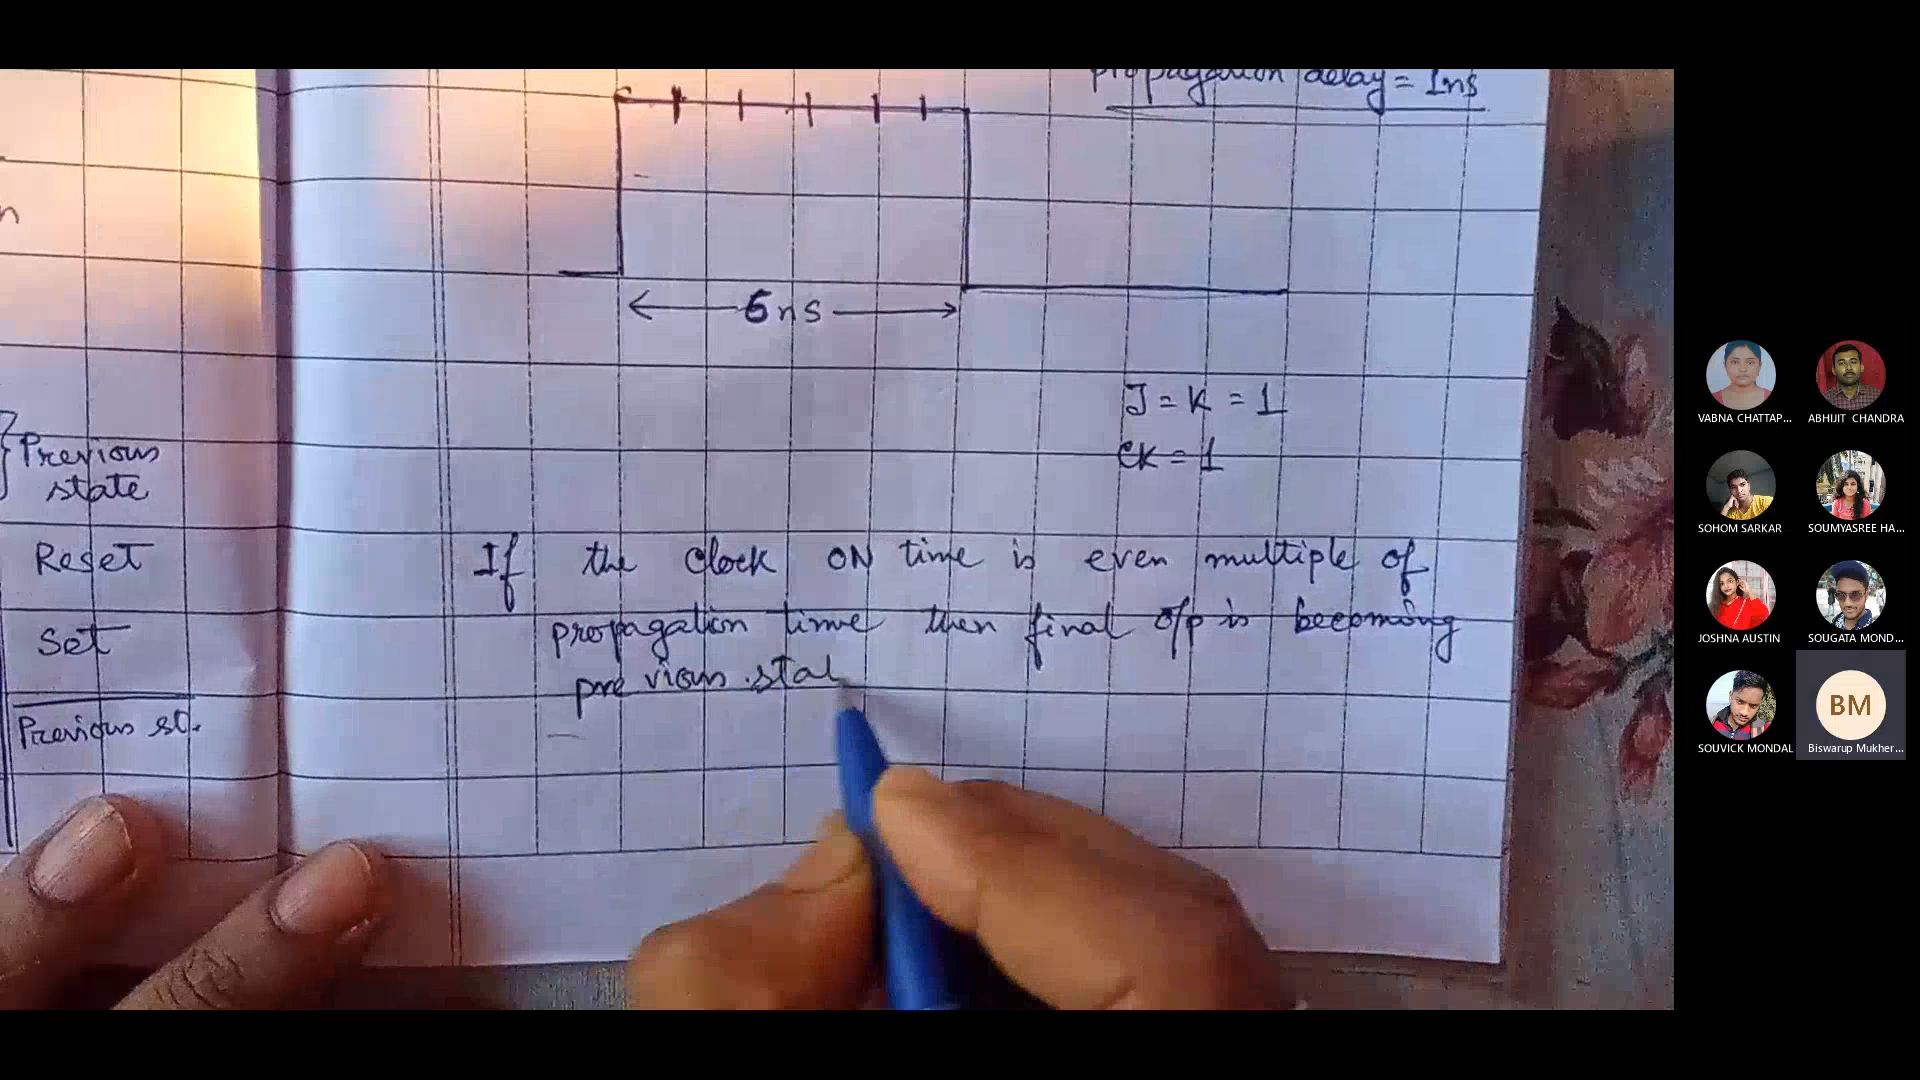 propagation delay = 1ns
6ns
n
J = K = 1
CK = 1
Previous
state
Reset
Set
Previous st.
If the clock ON time is even multiple of
propagation time then final o/p is becoming
previous stat
VABNA CHATTAP...
ABHIJIT CHANDRA
SOHOM SARKAR
SOUMYASREE HA...
JOSHNA AUSTIN
SOUGATA MOND...
SOUVICK MONDAL
BM
Biswarup Mukher...